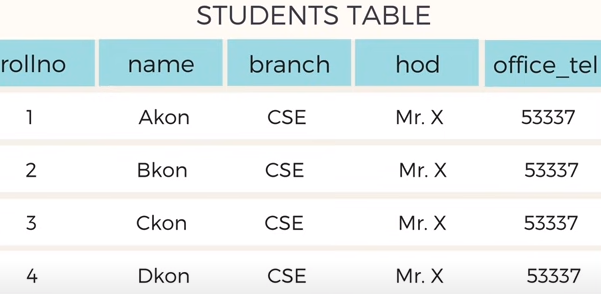 STUDENTS TABLE
rollno name branch hod office_tel
1 Akon CSE Mr. X 53337
2 Bkon CSE Mr. X 53337
3 Ckon CSE Mr. X 53337
4 Dkon CSE Mr. X 53337